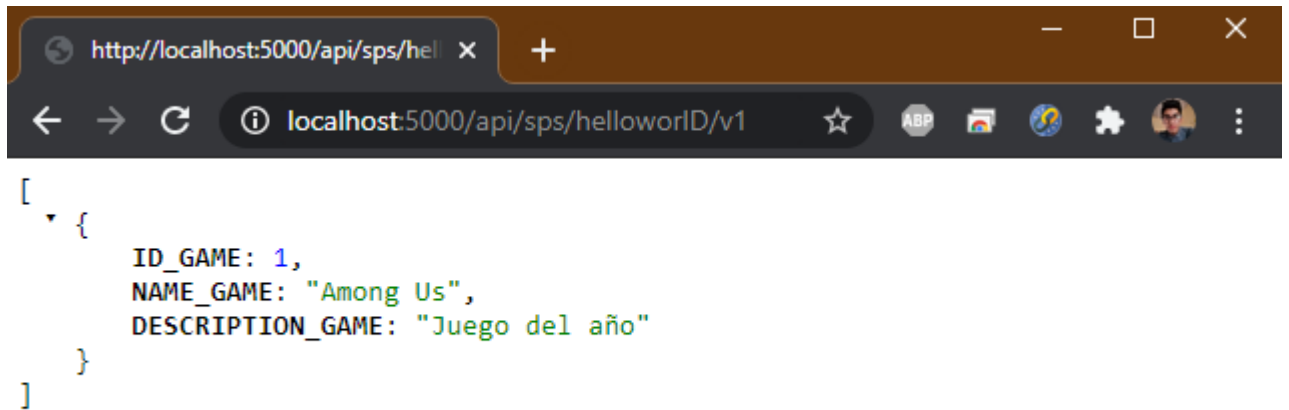 http://localhost:5000/api/sps/hell
localhost:5000/api/sps/helloworlD/v1
ABP
[
{
ID_GAME: 1,
NAME_GAME: "Among Us",
DESCRIPTION_GAME: "Juego del año"
}
]